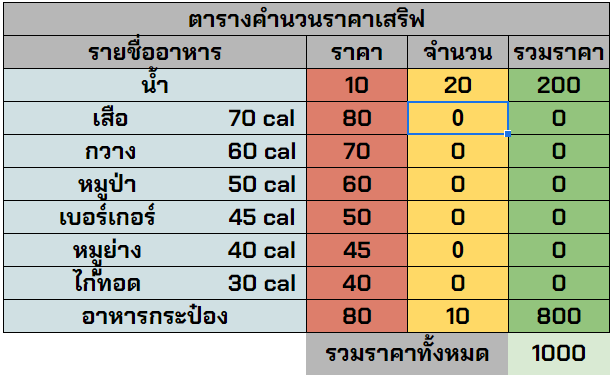 ตารางคำนวนราคาเสริฟ
รายชื่ออาหาร ราคา จำนวน รวมราคา
น้ำ 10 20 200
เสือ 70 cal 80 0 0
กวาง 60 cal 70 0 0
หมูป่า 50 cal 60 0 0
เบอร์เกอร์ 45 cal 50 0 0
หมูย่าง 40 cal 45 0 0
ไก่ทอด 30 cal 40 0 0
อาหารกระป๋อง 80 10 800
รวมราคาทั้งหมด 1000